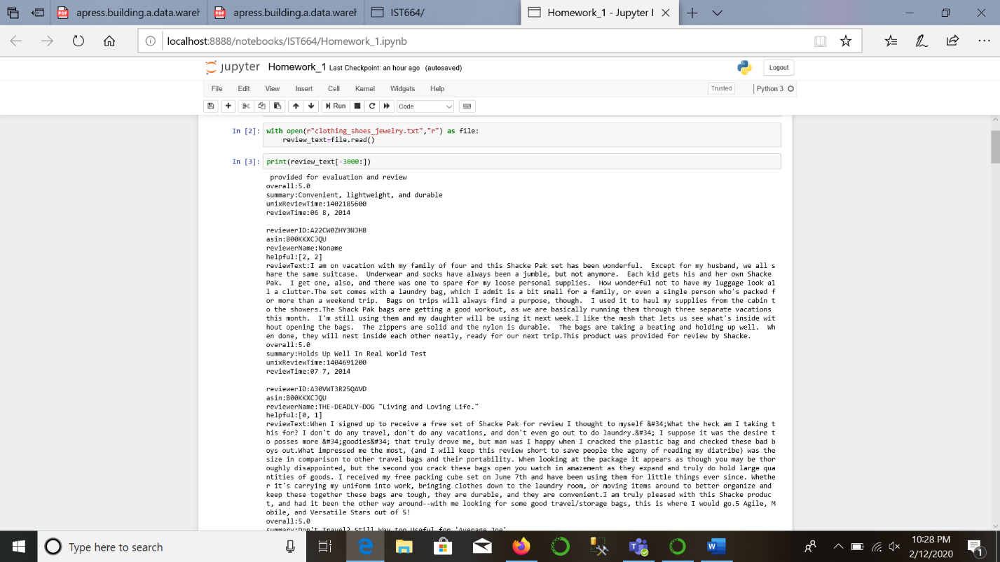 apress.building.a.data.wareh
apress.building.a.data.wareh
IST664/
Homework_1 - Jupyter I
localhost:8888/notebooks/IST664/Homework_1.ipynb
jupyter Homework_1 Last Checkpoint: an hour ago (autosaved)
Logout
File Edit View Insert Cell Kernel Widgets Help
Trusted
Python 3
Run
Code
In [2]: with open(r"clothing_shoes_jewelry.txt","r") as file:
review_text=file.read()
In [3]: print(review_text[-3000:])
provided for evaluation and review
overall:5.0
summary:Convenient, lightweight, and durable
unixReviewTime:1402185600
reviewTime:06 8, 2014
reviewerID:A22CW0ZHY3NJH8
asin:B00KKXCJQU
reviewerName:Noname
helpful:[2, 2]
reviewText:I am on vacation with my family of four and this Shacke Pak set has been wonderful.  Except for my husband, we all s
hare the same suitcase.  Underwear and socks have always been a jumble, but not anymore.  Each kid gets his and her own Shacke
Pak.  I get one, also, and there was one to spare for my loose personal supplies.  How wonderful not to have my luggage look al
l a clutter.The set comes with a laundry bag, which I admit is a bit small for a family, or even a single person who's packed f
or more than a weekend trip.  Bags on trips will always find a purpose, though.  I used it to haul my supplies from the cabin t
o the showers.The Shack Pak bags are getting a good workout, as we are basically running them through three separate vacations
this month.  I'm still using them and my daughter will be using it next week.I like the mesh that lets us see what's inside wit
hout opening the bags.  The zippers are solid and the nylon is durable.  The bags are taking a beating and holding up well.  Wh
en done, they will nest inside each other neatly, ready for our next trip.This product was provided for review by Shacke.
overall:5.0
summary:Holds Up Well In Real World Test
unixReviewTime:1404691200
reviewTime:07 7, 2014
reviewerID:A30VWT3R25QAVD
asin:B00KKXCJQU
reviewerName:THE-DEADLY-DOG "Living and Loving Life."
helpful:[0, 1]
reviewText:When I signed up to receive a free set of Shacke Pak for review I thought to myself &#34;What the heck am I taking t
his for? I don't do any travel, don't do any vacations, and don't even go out to do laundry.&#34; I suppose it was the desire t
o posses more &#34;goodies&#34; that truly drove me, but man was I happy when I cracked the plastic bag and checked these bad b
oys out.What impressed me the most, (and I will keep this review short to save people the agony of reading my diatribe) was the
size in comparison to other travel bags and their portability. When looking at the package it appears as though you may be thor
oughly disappointed, but the second you crack these bags open you watch in amazement as they expand and truly do hold large qua
ntities of goods. I received my free packing cube set on June 7th and have been using them for little things ever since. Whethe
r it's carrying my uniform into work, bringing clothes down to the laundry room, or moving items around to better organize and
keep these together these bags are tough, they are durable, and they are convenient.I am truly pleased with this Shacke produc
t, and had it been the other way around--with me looking for some good travel/storage bags, this is where I would go.5 Agile, M
obile, and Versatile Stars out of 5!
overall:5.0
summary:Don't Travel? Still Way too Useful for 'Average Joe'
Type here to search
10:28 PM
2/12/2020
1